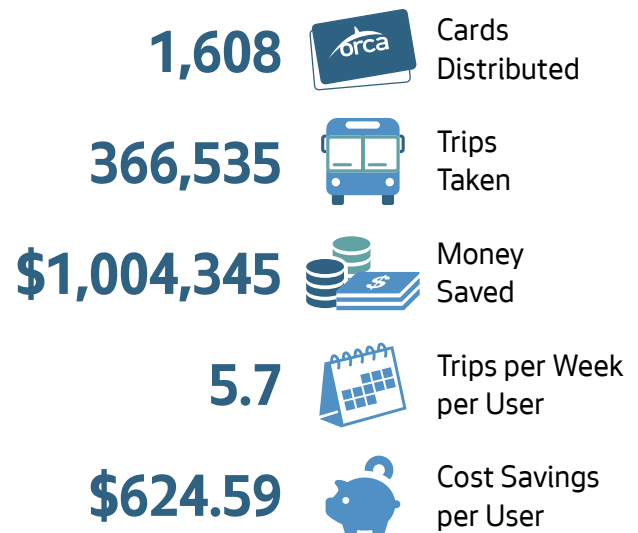 1,608
orca
Cards
Distributed
366,535
Trips
Taken
$1,004,345
$
Money
Saved
5.7
Trips per Week
per User
$624.59
Cost Savings
per User